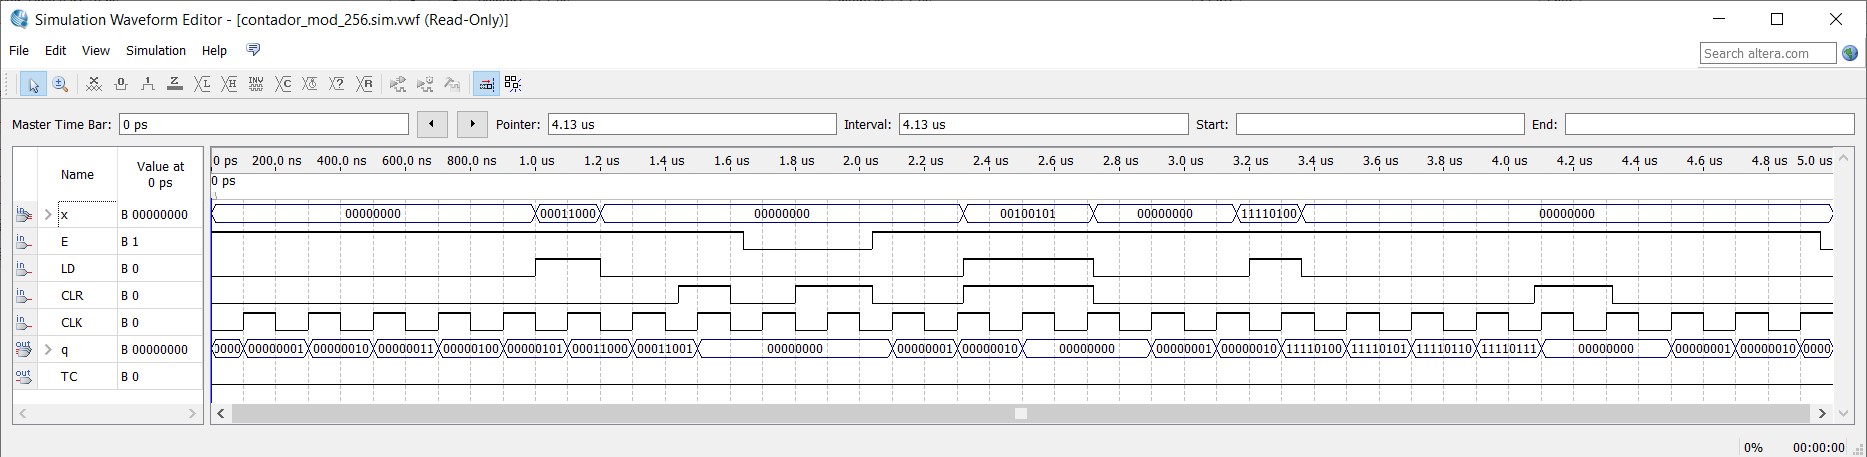 Simulation Waveform Editor - [contador_mod_256.sim.vwf (Read-Only)]
File Edit View Simulation Help
Search altera.com
Master Time Bar: 0 ps Pointer: 4.13 us Interval: 4.13 us Start: End:
Name Value at 0 ps
0 ps 200.0 ns 400.0 ns 600.0 ns 800.0 ns 1.0 us 1.2 us 1.4 us 1.6 us 1.8 us 2.0 us 2.2 us 2.4 us 2.6 us 2.8 us 3.0 us 3.2 us 3.4 us 3.6 us 3.8 us 4.0 us 4.2 us 4.4 us 4.6 us 4.8 us 5.0 us
0 ps
in x B 00000000 00000000 00011000 00000000 00100101 00000000 11110100 00000000
in E B 1
in LD B 0
in CLR B 0
in CLK B 0
out q B 00000000 0000 00000001 00000010 00000011 00000100 00000101 00011000 00011001 00000000 00000001 00000010 00000000 00000001 00000010 11110100 11110101 11110110 11110111 00000000 00000001 00000010 0000
out TC B 0
0% 00:00:00